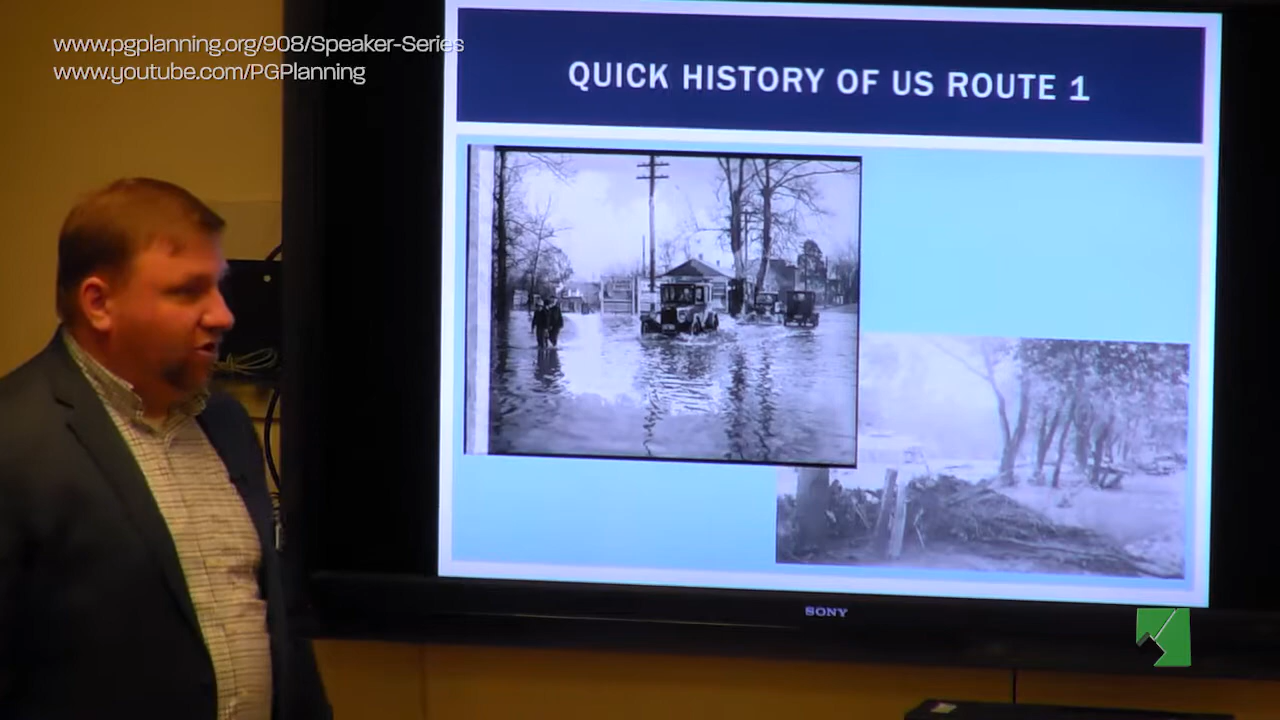 www.pgplanning.org/908/Speaker-Series
www.youtube.com/PGPlanning
QUICK HISTORY OF US ROUTE 1
SONY